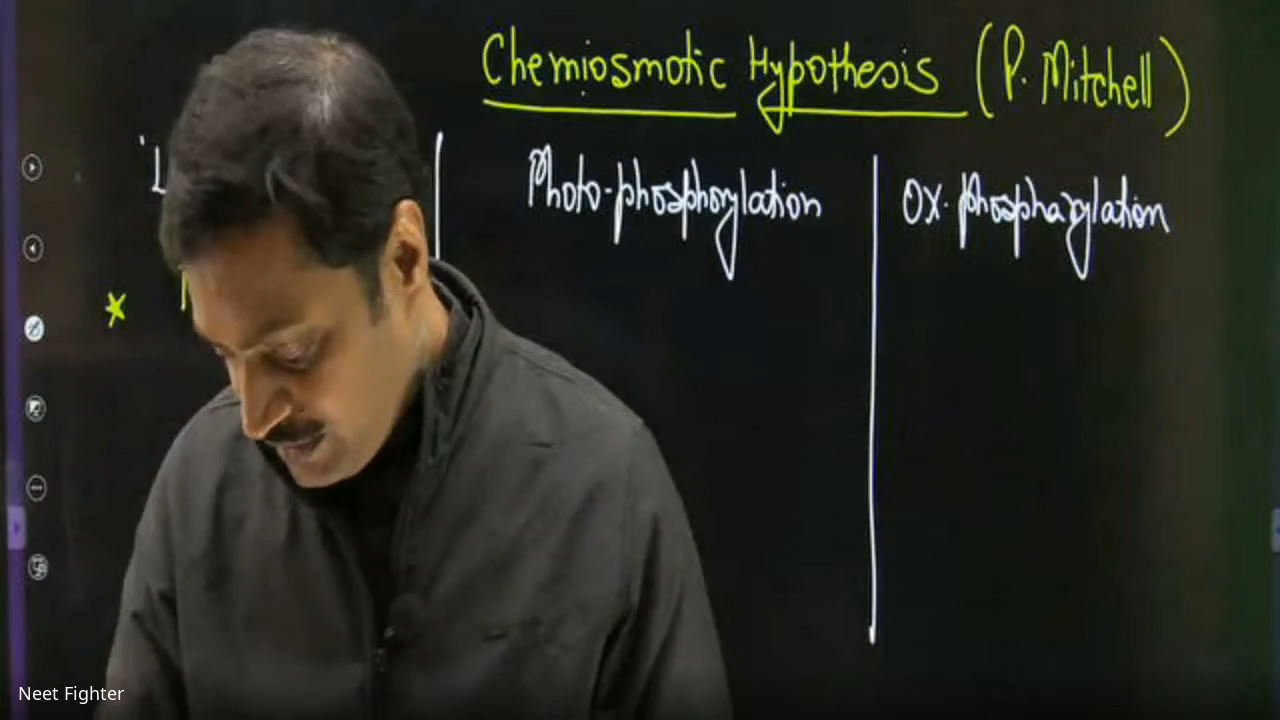 Chemiosmotic Hypothesis (P. Mitchell)
Photo-phosphorylation
Ox. phosphorylation
Neet Fighter